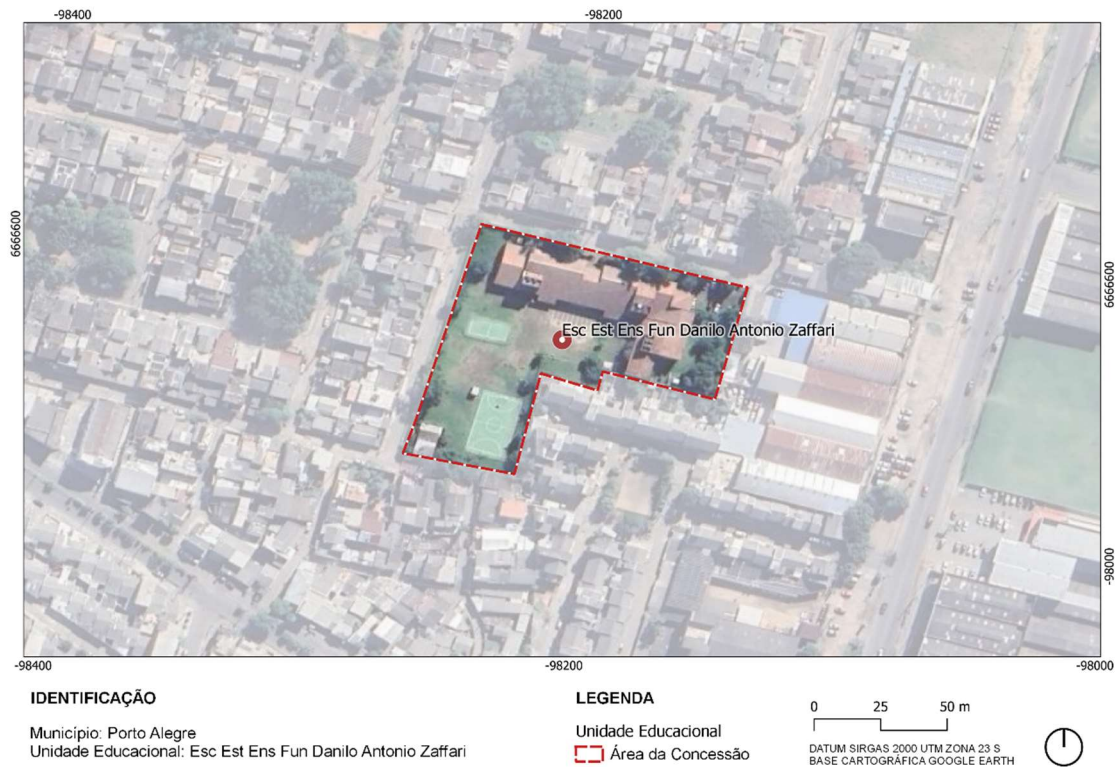 -98400
-98200
6666600
Esc Est Ens Fun Danilo Antonio Zaffari
6666600
-98000
-98400
-98200
-98000
IDENTIFICAÇÃO
Município: Porto Alegre
Unidade Educacional: Esc Est Ens Fun Danilo Antonio Zaffari
LEGENDA
Unidade Educacional
Área da Concessão
0 25 50 m
DATUM SIRGAS 2000 UTM ZONA 23 S
BASE CARTOGRÁFICA GOOGLE EARTH